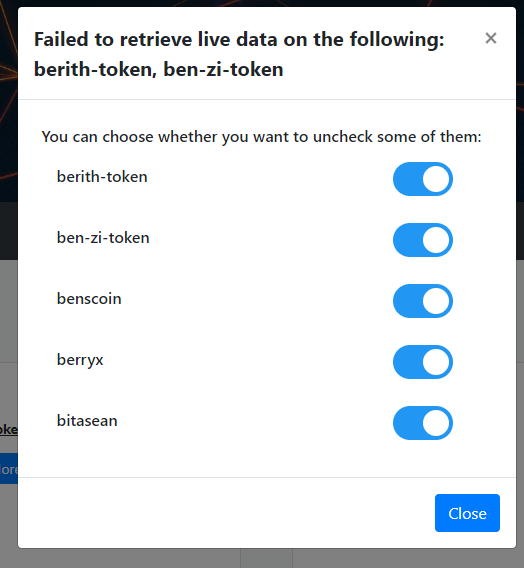 Failed to retrieve live data on the following:
berith-token, ben-zi-token
×
You can choose whether you want to uncheck some of them:
berith-token
ben-zi-token
benscoin
berryx
bitasean
Close